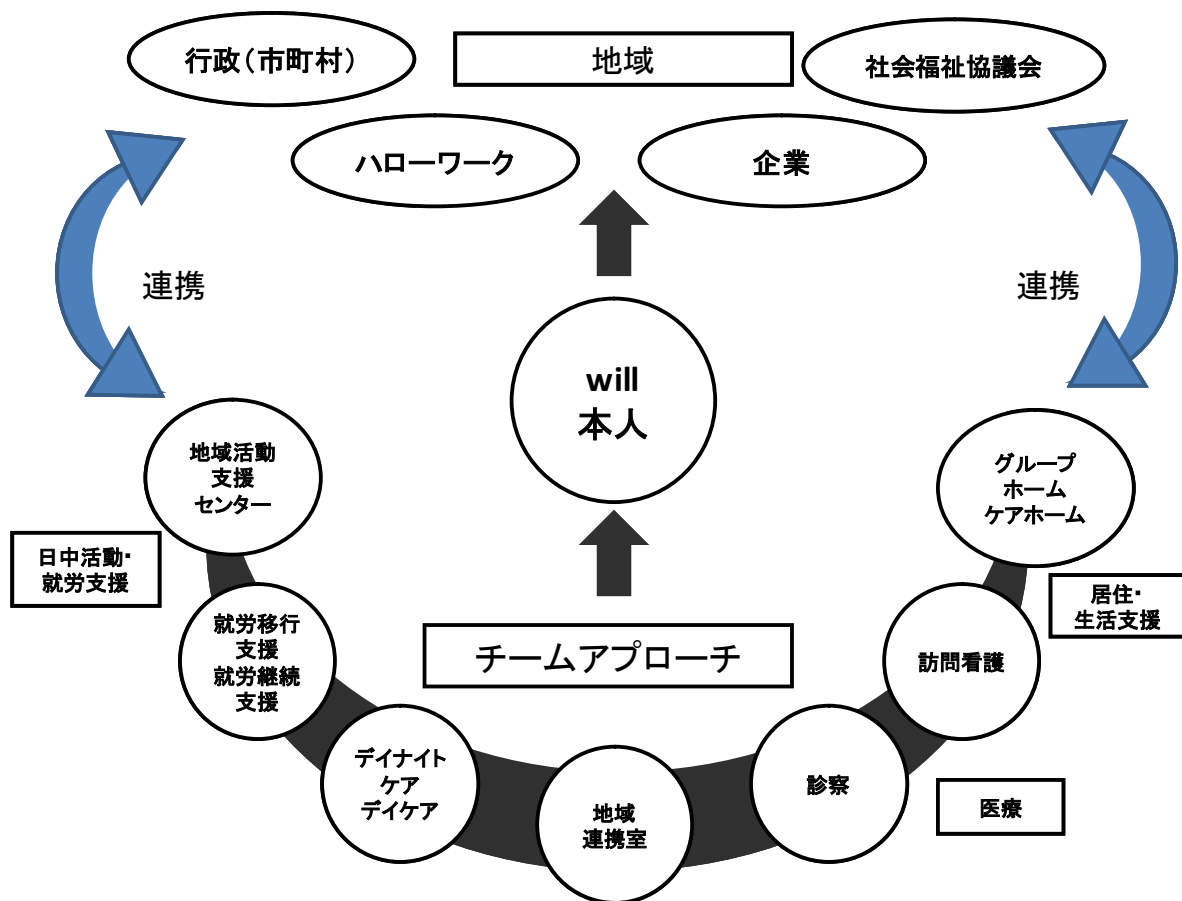 行政(市町村)
地域
社会福祉協議会
ハローワーク
企業
連携
連携
will
本人
地域活動
支援
センター
グループ
ホーム
ケアホーム
日中活動・
就労支援
居住・
生活支援
就労移行
支援
就労継続
支援
チームアプローチ
訪問看護
デイナイト
ケア
デイケア
地域
連携室
診察
医療